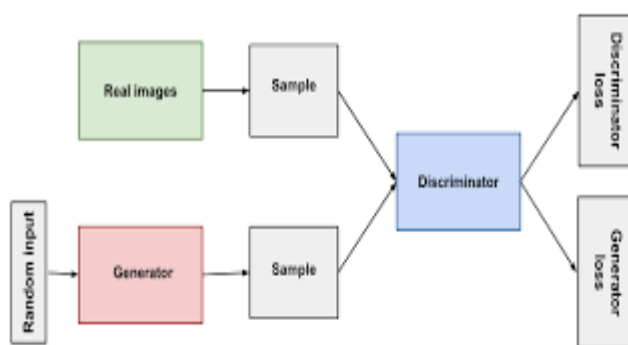 Real images
Sample
Discriminator
loss
Discriminator
Random input
Generator
Sample
Generator
loss